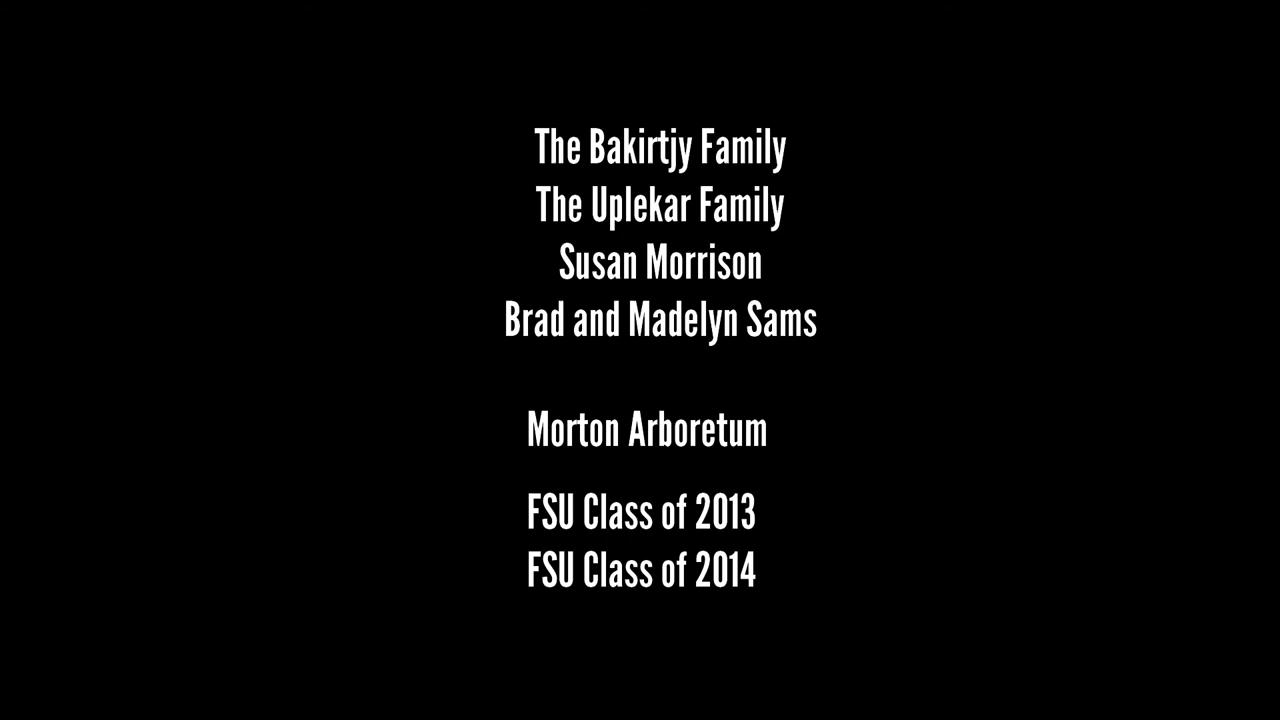 The Bakirtjy Family
The Uplekar Family
Susan Morrison
Brad and Madelyn Sams
Morton Arboretum
FSU Class of 2013
FSU Class of 2014